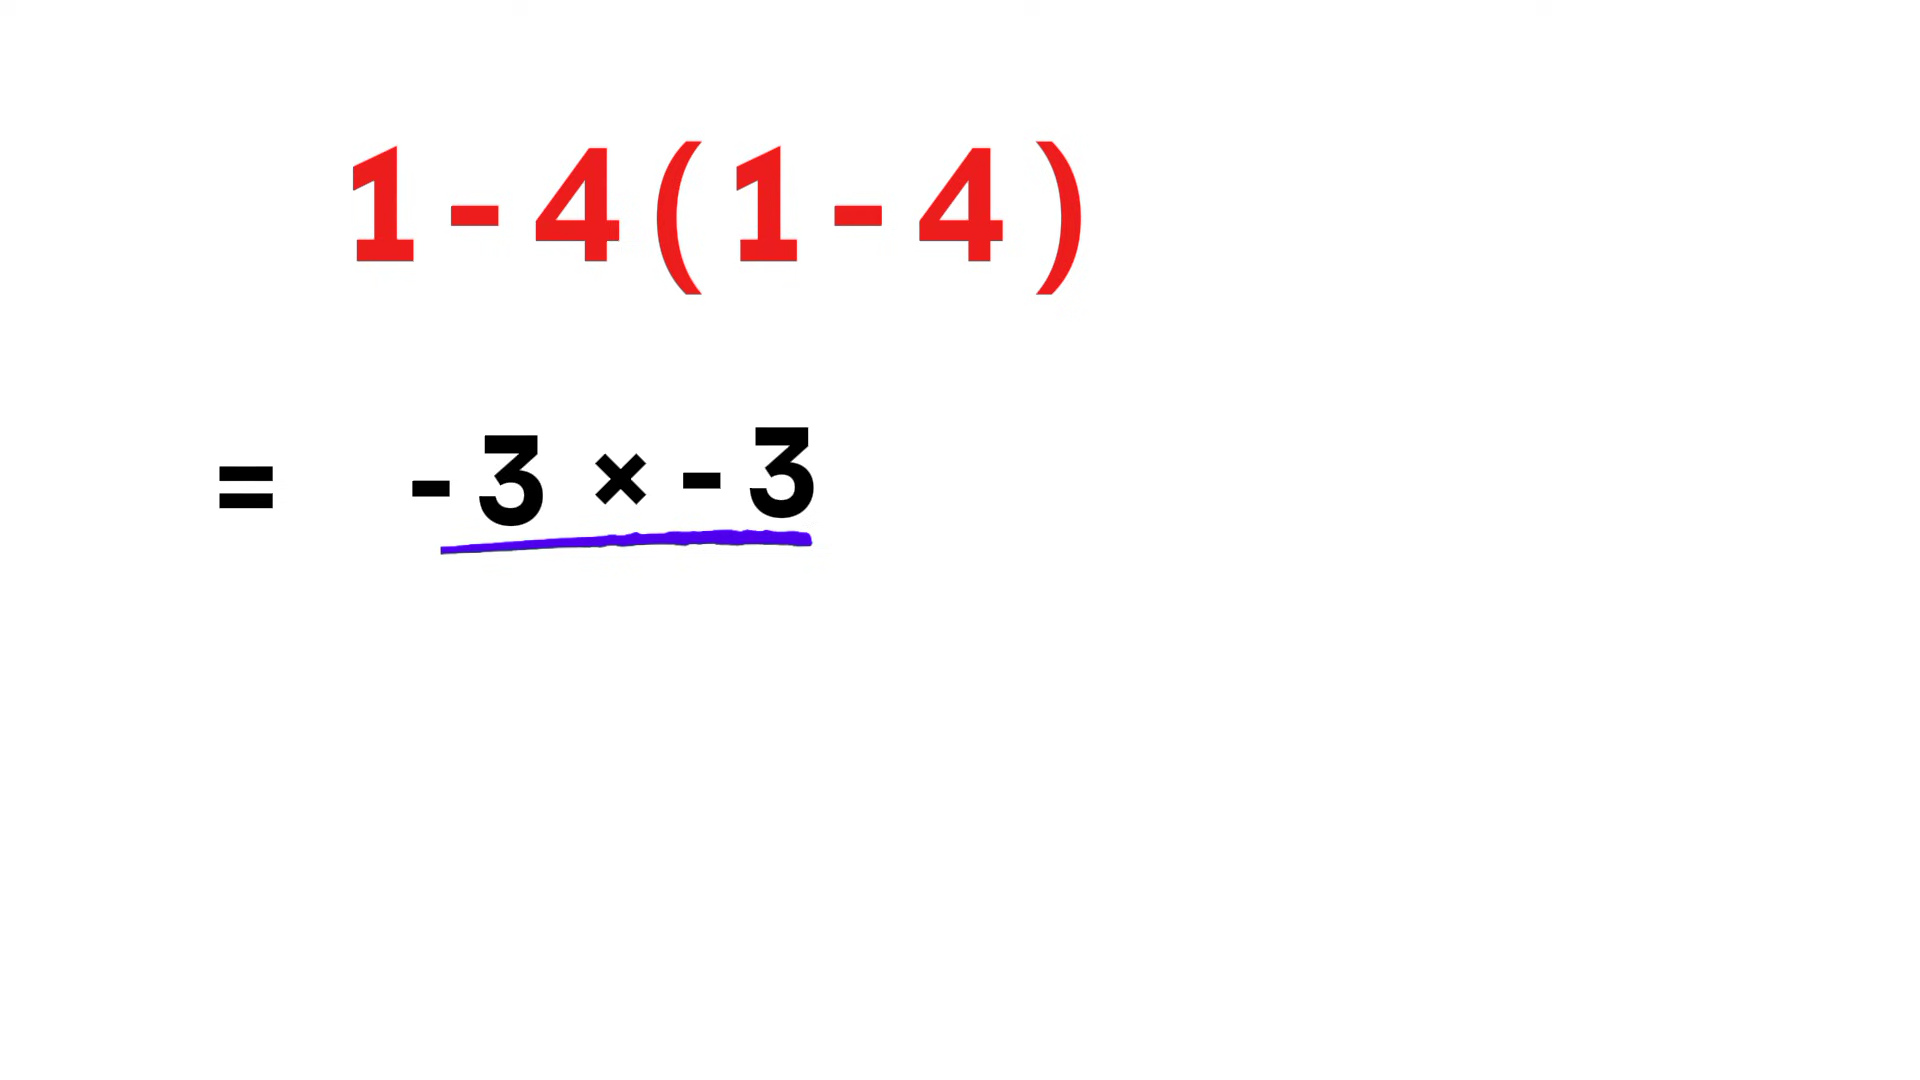 1-4(1-4)
= -3 × -3